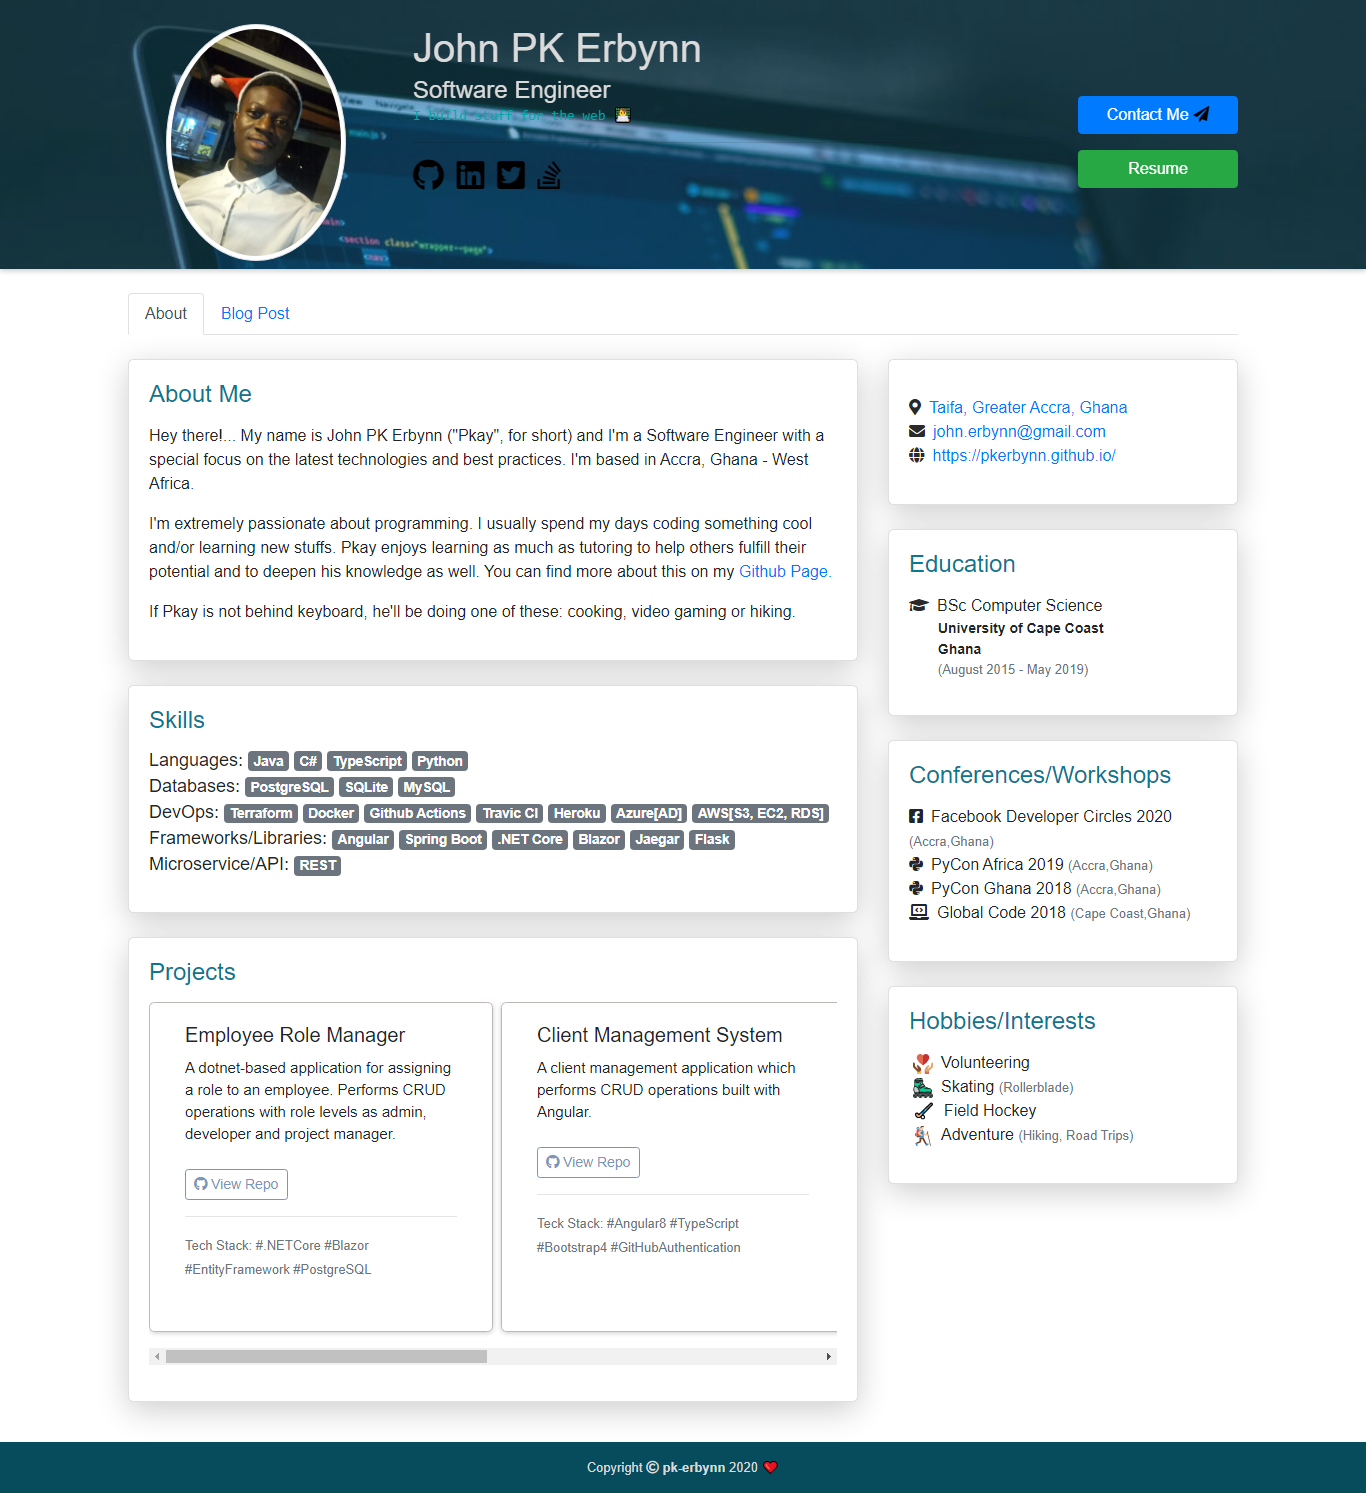 John PK Erbynn
Software Engineer
I build stuff for the web
Contact Me
Resume
main.js
<section class="wrapper--page">
<nav>
About
Blog Post
About Me
Hey there!... My name is John PK Erbynn ("Pkay", for short) and I'm a Software Engineer with a
special focus on the latest technologies and best practices. I'm based in Accra, Ghana - West
Africa.
I'm extremely passionate about programming. I usually spend my days coding something cool
and/or learning new stuffs. Pkay enjoys learning as much as tutoring to help others fulfill their
potential and to deepen his knowledge as well. You can find more about this on my Github Page.
If Pkay is not behind keyboard, he'll be doing one of these: cooking, video gaming or hiking.
Skills
Languages: Java C# TypeScript Python
Databases: PostgreSQL SQLite MySQL
DevOps: Terraform Docker Github Actions Travic CI Heroku Azure[AD] AWS[S3, EC2, RDS]
Frameworks/Libraries: Angular Spring Boot .NET Core Blazor Jaegar Flask
Microservice/API: REST
Projects
Employee Role Manager
A dotnet-based application for assigning
a role to an employee. Performs CRUD
operations with role levels as admin,
developer and project manager.
View Repo
Tech Stack: #.NETCore #Blazor
#EntityFramework #PostgreSQL
Client Management System
A client management application which
performs CRUD operations built with
Angular.
View Repo
Teck Stack: #Angular8 #TypeScript
#Bootstrap4 #GitHubAuthentication
Taifa, Greater Accra, Ghana
john.erbynn@gmail.com
https://pkerbynn.github.io/
Education
BSc Computer Science
University of Cape Coast
Ghana
(August 2015 - May 2019)
Conferences/Workshops
Facebook Developer Circles 2020
(Accra,Ghana)
PyCon Africa 2019 (Accra,Ghana)
PyCon Ghana 2018 (Accra,Ghana)
Global Code 2018 (Cape Coast,Ghana)
Hobbies/Interests
Volunteering
Skating (Rollerblade)
Field Hockey
Adventure (Hiking, Road Trips)
Copyright © pk-erbynn 2020